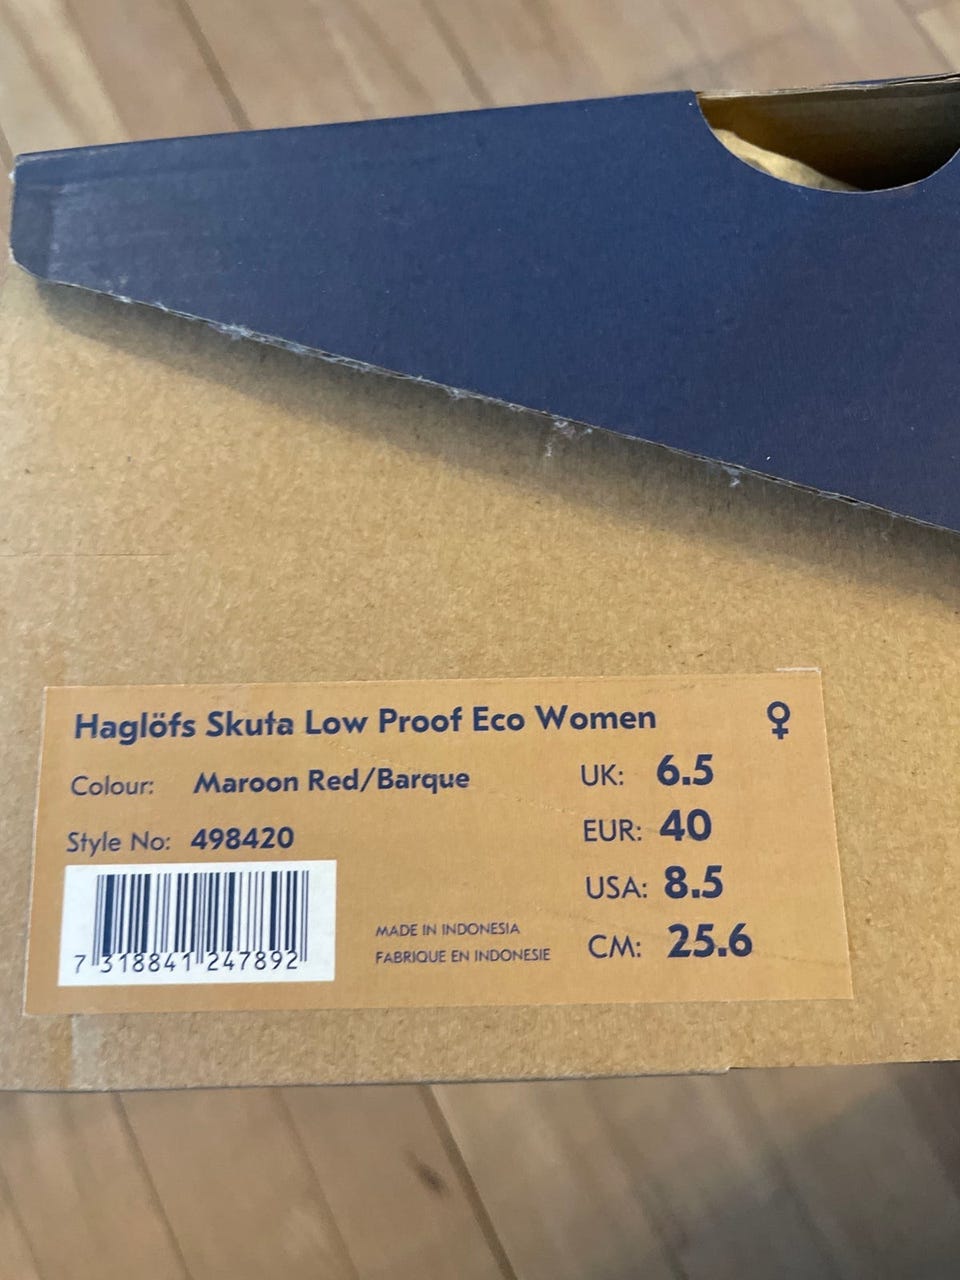 Haglöfs Skuta Low Proof Eco Women ♀
Colour: Maroon Red/Barque
Style No: 498420
7 318841 247892
MADE IN INDONESIA
FABRIQUE EN INDONESIE
UK: 6.5
EUR: 40
USA: 8.5
CM: 25.6